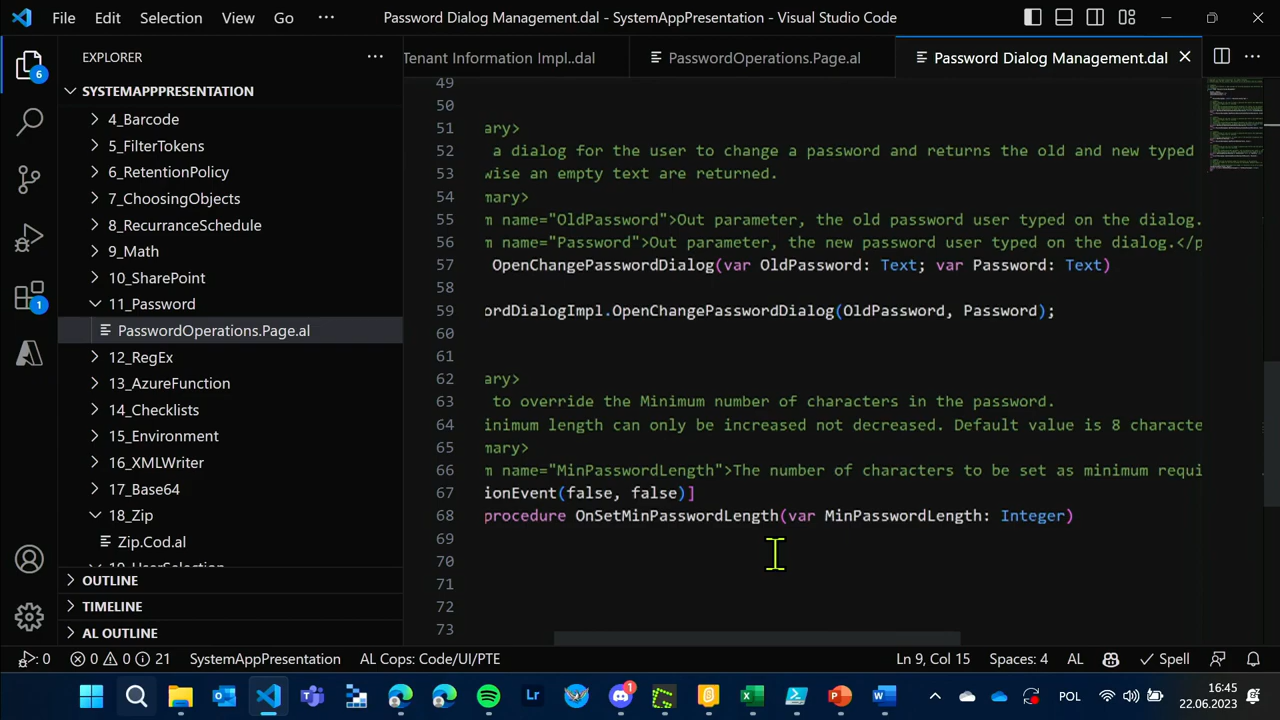 File Edit Selection View Go ···
Password Dialog Management.dal - SystemAppPresentation - Visual Studio Code
EXPLORER
SYSTEMAPPPRESENTATION
4_Barcode
5_FilterTokens
6_RetentionPolicy
7_ChoosingObjects
8_RecurranceSchedule
9_Math
10_SharePoint
11_Password
PasswordOperations.Page.al
12_RegEx
13_AzureFunction
14_Checklists
15_Environment
16_XMLWriter
17_Base64
18_Zip
Zip.Cod.al
19_UserSelection
OUTLINE
TIMELINE
AL OUTLINE
6
1
Tenant Information Impl..dal
PasswordOperations.Page.al
Password Dialog Management.dal
49
50
51 ary>
52 for the user to change a password and returns the old and new typed
53 wise empty text are returned.
54 mary>
55 m name="OldPassword">Out parameter, the old password user typed on the dialog.
56 m name="Password">Out parameter, the new password user typed on the dialog.</p
57 OpenChangePasswordDialog(var OldPassword: Text; var Password: Text)
58
59 ordDialogImpl.OpenChangePasswordDialog(OldPassword, Password);
60
61
62 ary>
63 to override the Minimum number of characters in the password.
64 inimum length can only be increased not decreased. Default value is 8 characte
65 mary>
66 m name="MinPasswordLength">The number of characters to be set as minimum requi
67 ionEvent(false, false)]
68 procedure OnSetMinPasswordLength(var MinPasswordLength: Integer)
69
70
71
72
73
0 0 0 21 SystemAppPresentation AL Cops: Code/UI/PTE Ln 9, Col 15 Spaces: 4 AL Spell
1 Lr POL 16:45
22.06.2023